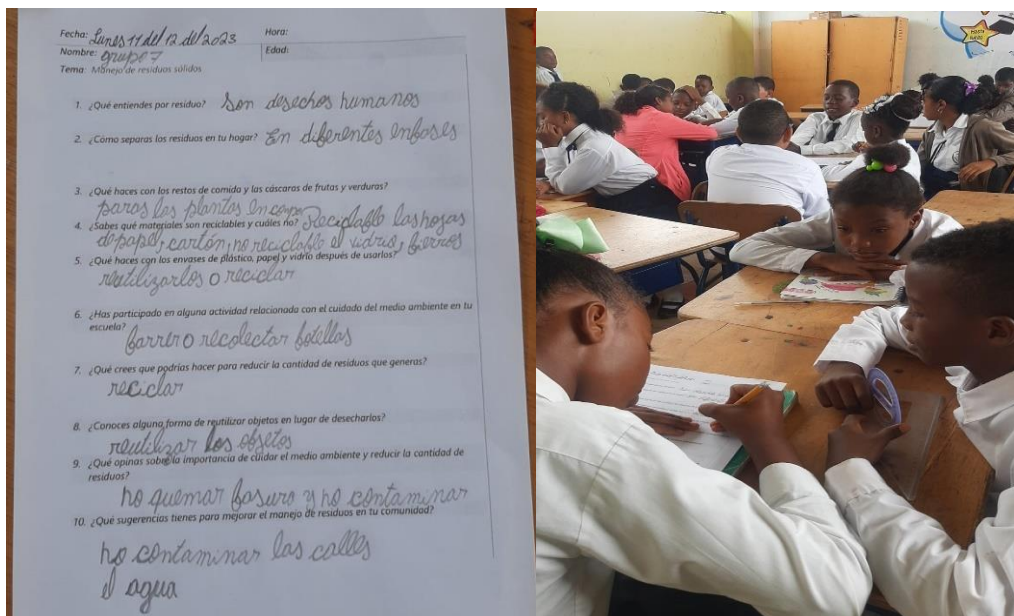 Fecha: Lunes 11 del 12 del 2023 Hora:
Nombre: grupo 7 Edad:
Tema: Manejo de residuos sólidos
1. ¿Qué entiendes por residuo? Son desechos humanos
2. ¿Cómo separas los residuos en tu hogar? En diferentes enfases
3. ¿Qué haces con los restos de comida y las cáscaras de frutas y verduras?
paras las plantas En campo
4. ¿Sabes qué materiales son reciclables y cuáles no? Reciclable las hojas
de papel, cartón, no reciclable el vidrio, fierros
5. ¿Qué haces con los envases de plástico, papel y vidrio después de usarlos?
reutilizarlos o reciclar
6. ¿Has participado en alguna actividad relacionada con el cuidado del medio ambiente en tu
escuela?
barrer o recolectar botellas
7. ¿Qué crees que podrías hacer para reducir la cantidad de residuos que generas?
reciclar
8. ¿Conoces alguna forma de reutilizar objetos en lugar de desecharlos?
reutilizar los objetos
9. ¿Qué opinas sobre la importancia de cuidar el medio ambiente y reducir la cantidad de
residuos?
no quemar basura y no contaminar
10. ¿Qué sugerencias tienes para mejorar el manejo de residuos en tu comunidad?
no contaminar las calles
el agua